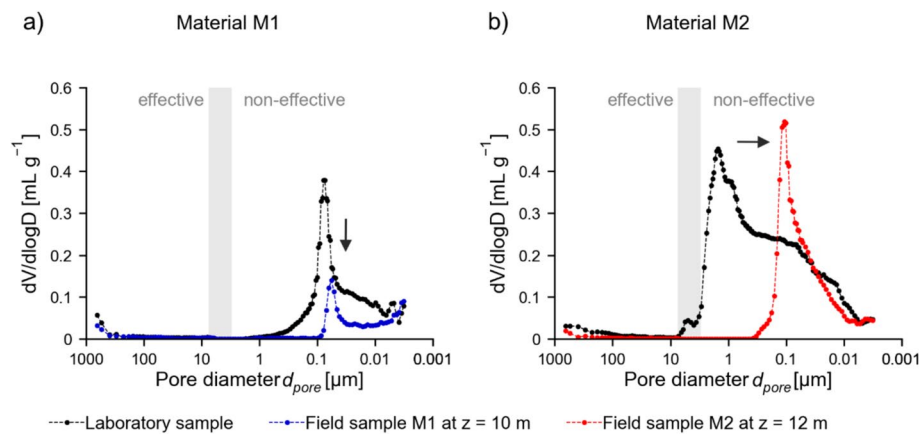 a) Material M1
b) Material M2
effective non-effective
effective non-effective
dV/dlogD [mL g⁻¹]
0.6
0.5
0.4
0.3
0.2
0.1
0
1000 100 10 1 0.1 0.01 0.001
Pore diameter d_pore [µm]
dV/dlogD [mL g⁻¹]
0.6
0.5
0.4
0.3
0.2
0.1
0
1000 100 10 1 0.1 0.01 0.001
Pore diameter d_pore [µm]
Laboratory sample Field sample M1 at z = 10 m Field sample M2 at z = 12 m